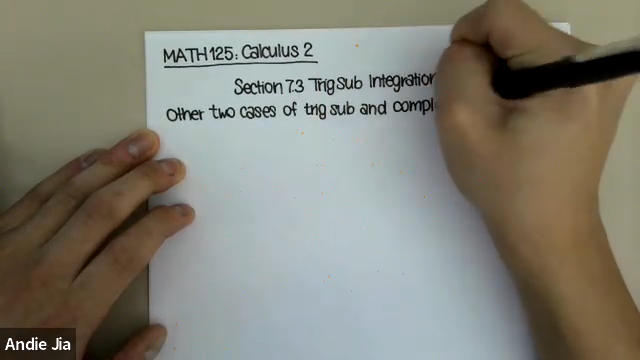 MATH 125: Calculus 2
Section 7.3 Trig Sub Integration
Other two cases of trig sub and
Andie Jia